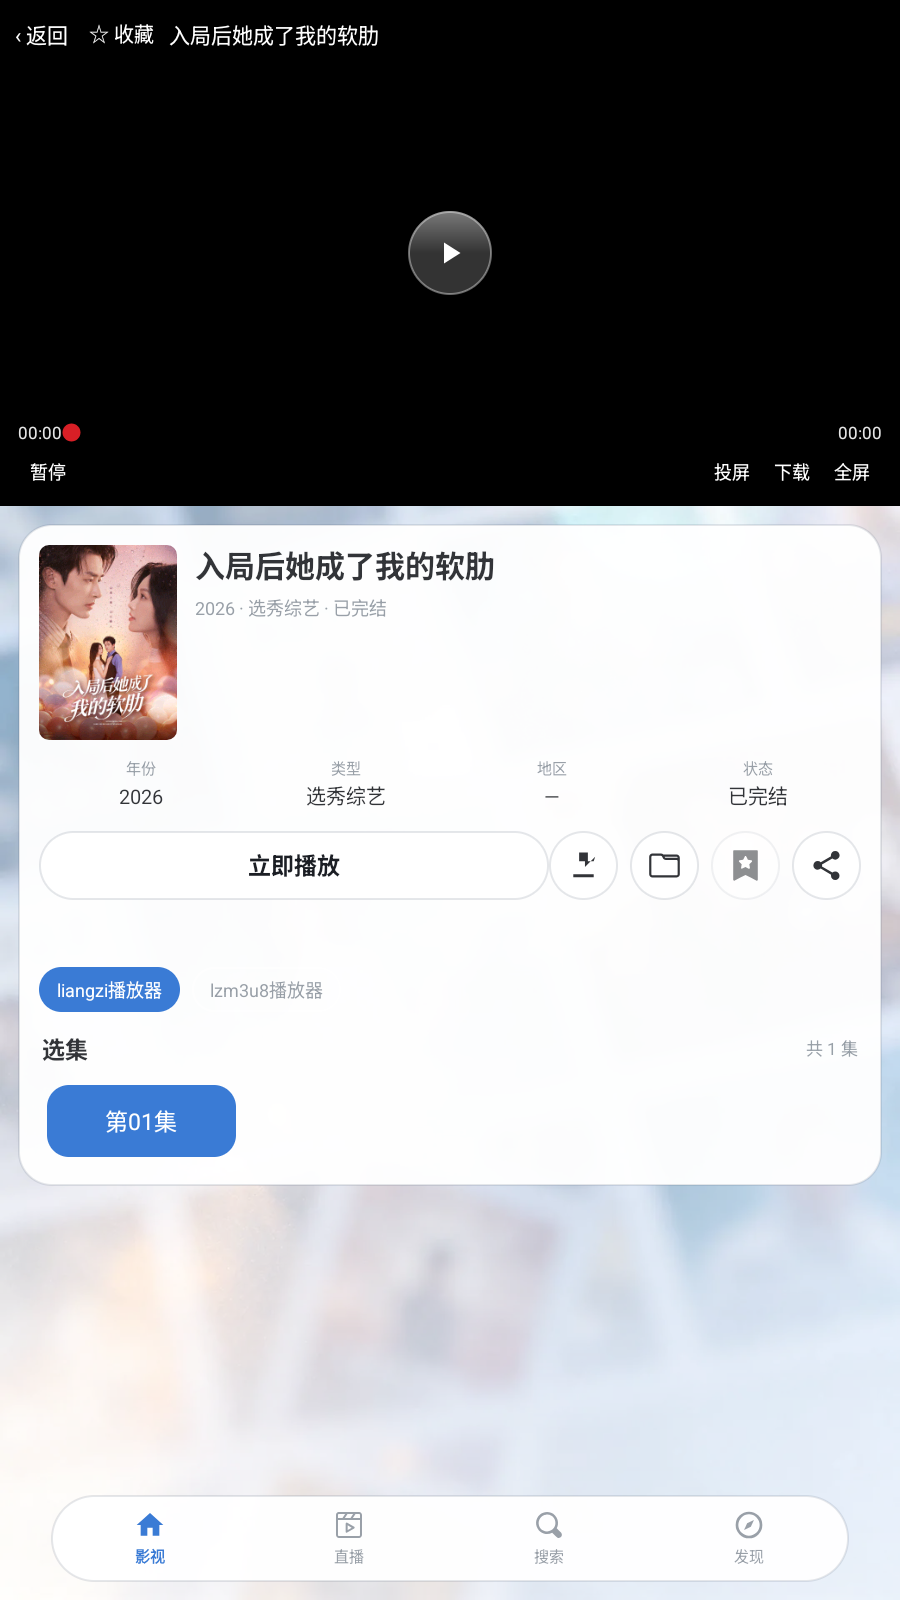 ‹ 返回 ☆ 收藏 入局后她成了我的软肋
00:00 00:00
暂停 投屏 下载 全屏
入局后她成了我的软肋
2026 · 选秀综艺 · 已完结
入局后她成了
我的软肋
年份 类型 地区 状态
2026 选秀综艺 — 已完结
立即播放
liangzi播放器 lzm3u8播放器
选集 共 1 集
第01集
影视 直播 搜索 发现